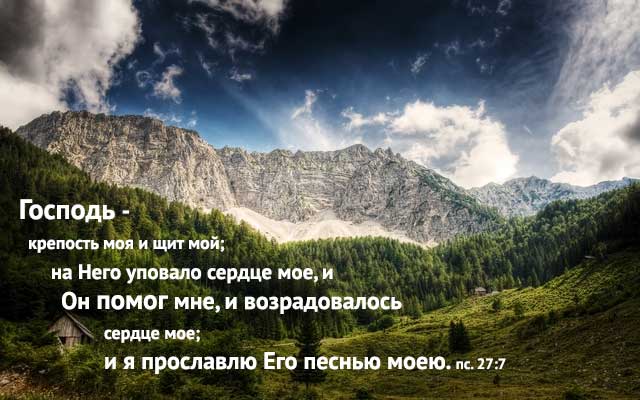 Господь -
крепость моя и щит мой;
на Него уповало сердце мое, и
Он помог мне, и возрадовалось
сердце мое;
и я прославлю Его песнью моею. пс. 27:7